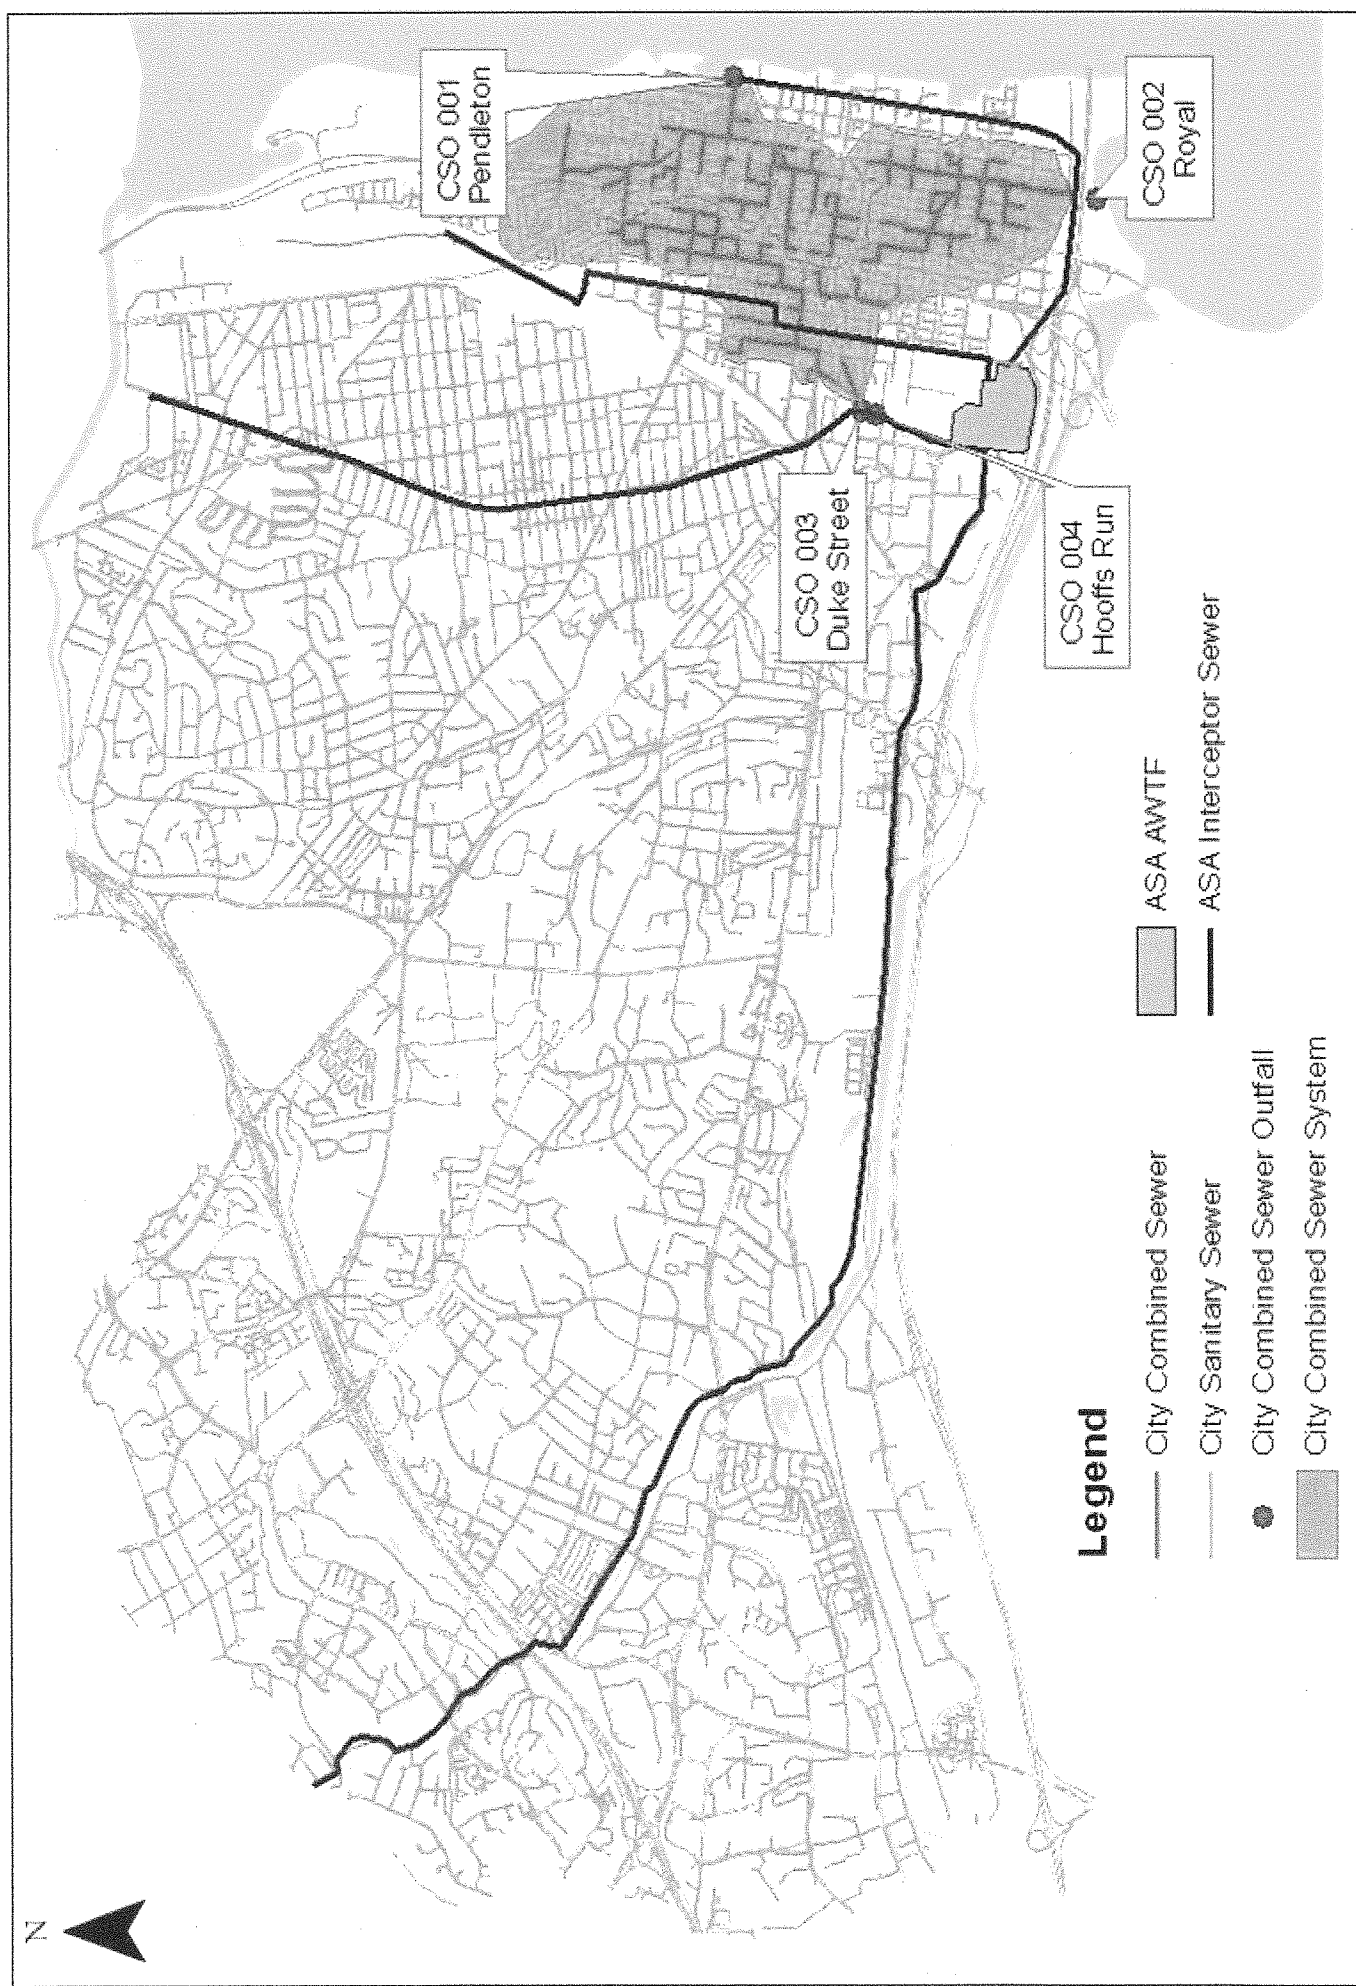 N
CSO 001
Pendleton
CSO 002
Royal
CSO 003
Duke Street
CSO 004
Hooffs Run
Legend
City Combined Sewer
City Sanitary Sewer
City Combined Sewer Outfall
City Combined Sewer System
ASA AWTF
ASA Interceptor Sewer